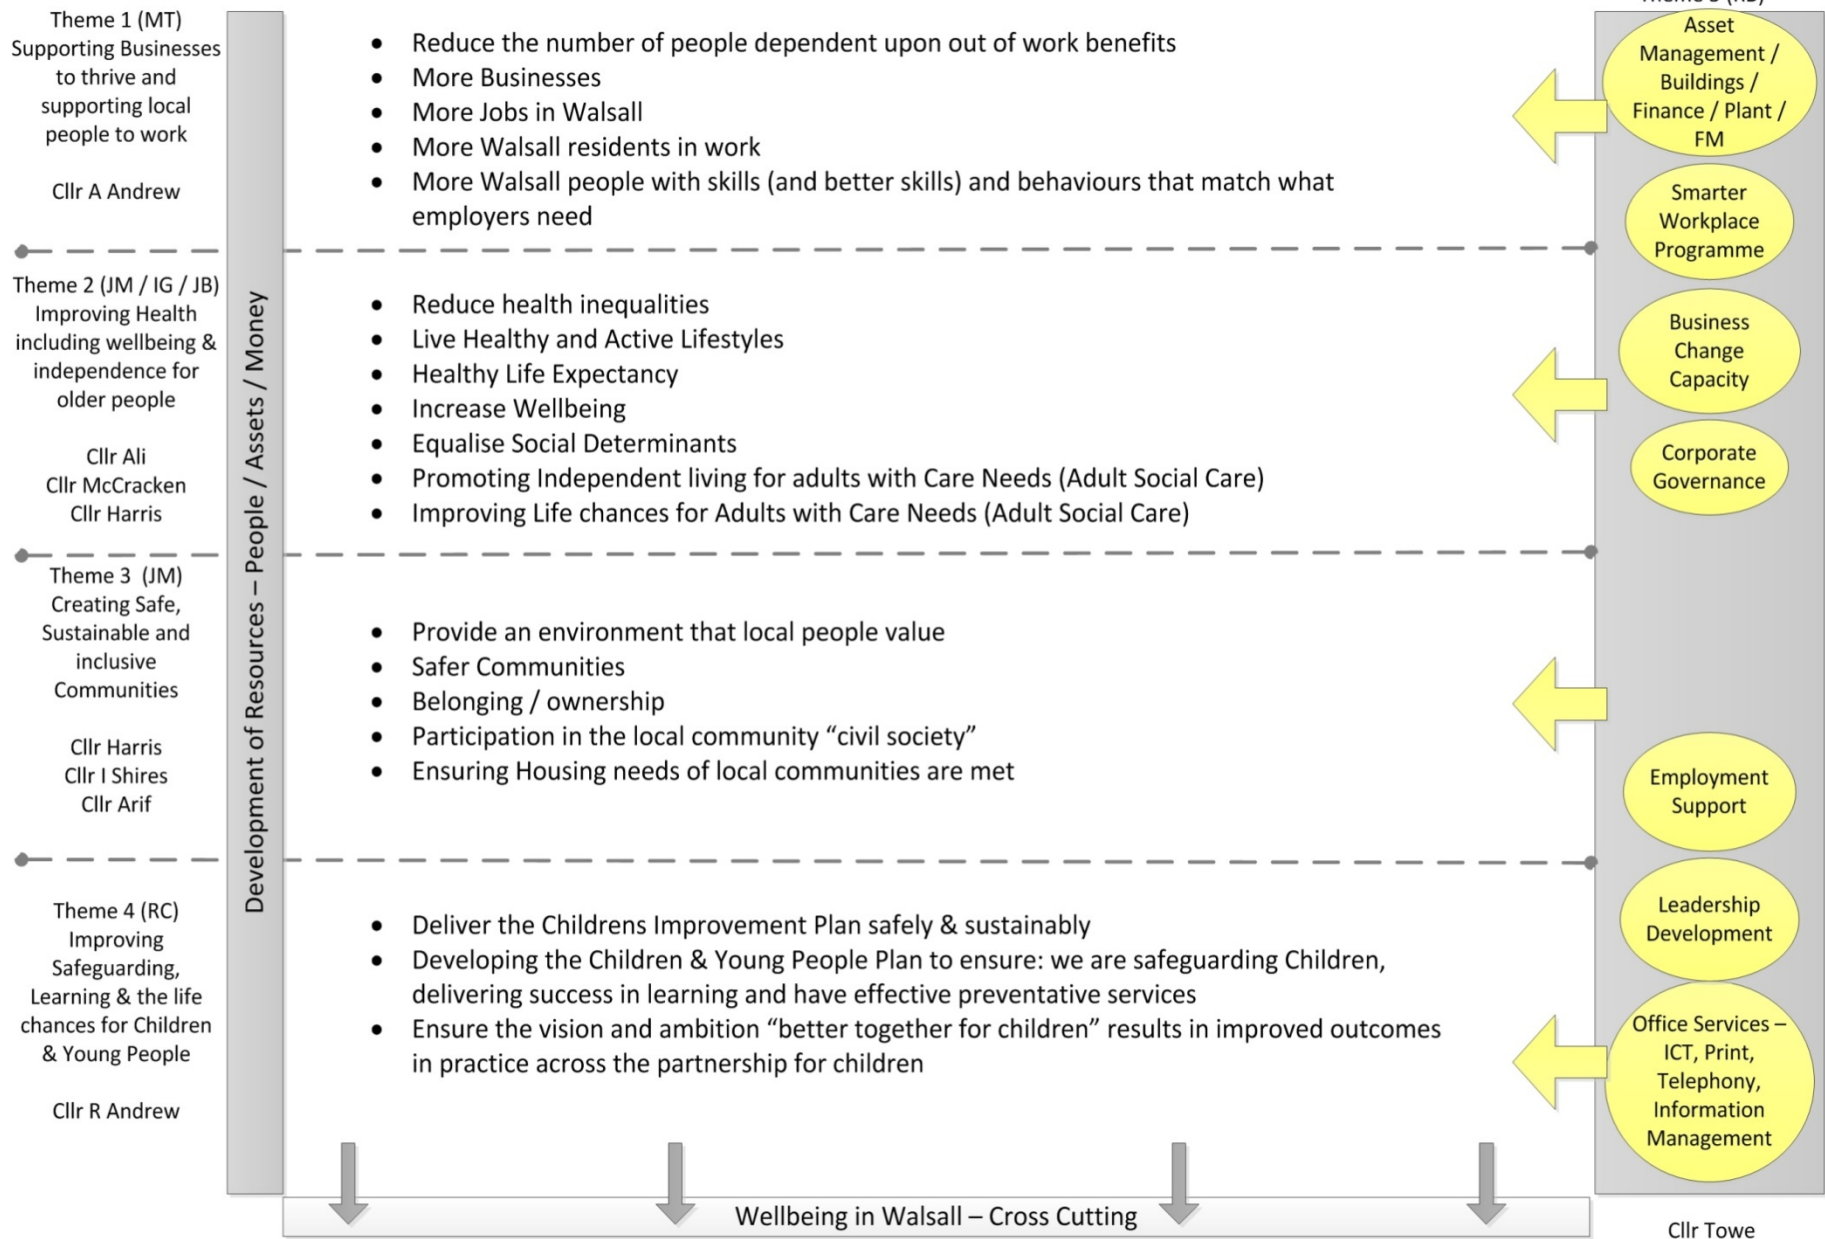 Theme 1 (MT)
Supporting Businesses
to thrive and
supporting local
people to work
Cllr A Andrew
• Reduce the number of people dependent upon out of work benefits
• More Businesses
• More Jobs in Walsall
• More Walsall residents in work
• More Walsall people with skills (and better skills) and behaviours that match what
employers need
Theme 2 (JM / IG / JB)
Improving Health
including wellbeing &
independence for
older people
Cllr Ali
Cllr McCracken
Cllr Harris
• Reduce health inequalities
• Live Healthy and Active Lifestyles
• Healthy Life Expectancy
• Increase Wellbeing
• Equalise Social Determinants
• Promoting Independent living for adults with Care Needs (Adult Social Care)
• Improving Life chances for Adults with Care Needs (Adult Social Care)
Theme 3 (JM)
Creating Safe,
Sustainable and
inclusive
Communities
Cllr Harris
Cllr I Shires
Cllr Arif
• Provide an environment that local people value
• Safer Communities
• Belonging / ownership
• Participation in the local community “civil society”
• Ensuring Housing needs of local communities are met
Theme 4 (RC)
Improving
Safeguarding,
Learning & the life
chances for Children
& Young People
Cllr R Andrew
• Deliver the Childrens Improvement Plan safely & sustainably
• Developing the Children & Young People Plan to ensure: we are safeguarding Children,
delivering success in learning and have effective preventative services
• Ensure the vision and ambition “better together for children” results in improved outcomes
in practice across the partnership for children
Development of Resources – People / Assets / Money
Asset
Management /
Buildings /
Finance / Plant /
FM
Smarter
Workplace
Programme
Business
Change
Capacity
Corporate
Governance
Employment
Support
Leadership
Development
Office Services –
ICT, Print,
Telephony,
Information
Management
Wellbeing in Walsall – Cross Cutting
Cllr Towe